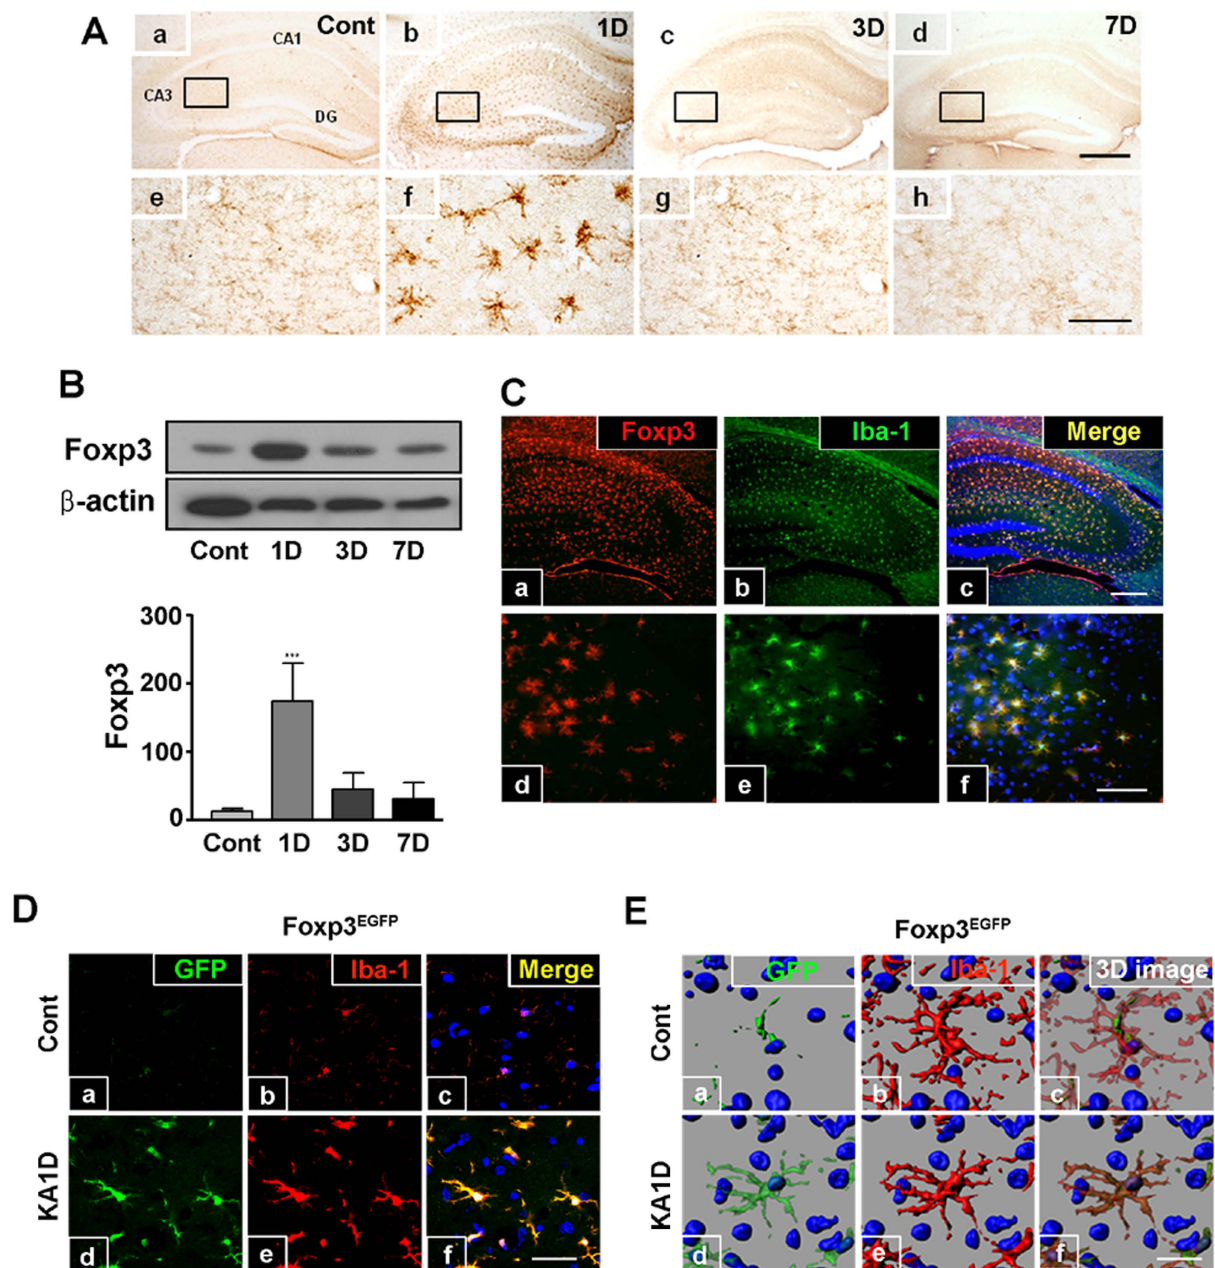 A
a
Cont
CA1
CA3
DG
b
1D
c
3D
d
7D
e
f
g
h
B
Foxp3
β-actin
Cont 1D 3D 7D
300
200
100
0
Foxp3
***
Cont 1D 3D 7D
C
Foxp3
Iba-1
Merge
a
b
c
d
e
f
D
Foxp3EGFP
GFP
Iba-1
Merge
Cont
a
b
c
KA1D
d
e
f
E
Foxp3EGFP
GFP
Iba-1
3D image
Cont
a
b
c
KA1D
d
e
f